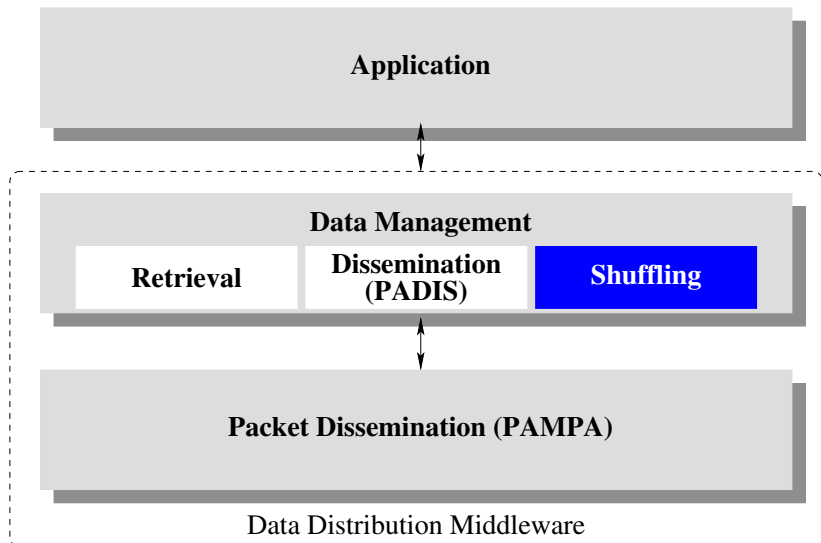 Application
Data Management
Retrieval
Dissemination
(PADIS)
Shuffling
Packet Dissemination (PAMPA)
Data Distribution Middleware